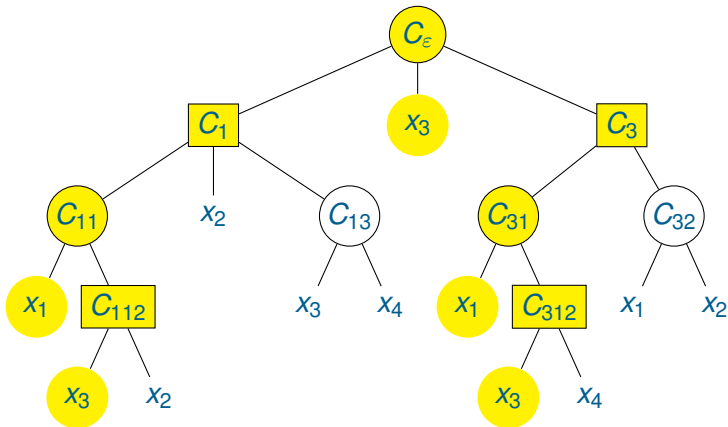 C_ε
C_1 x_3 C_3
C_11 x_2 C_13 C_31 C_32
x_1 C_112 x_3 x_4 x_1 C_312 x_1 x_2
x_3 x_2 x_3 x_4